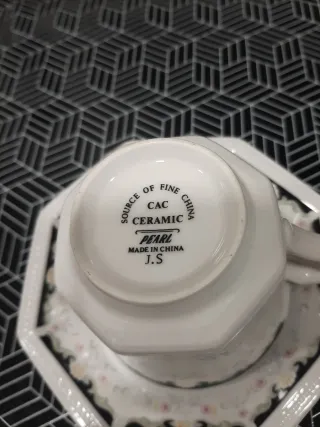 SOURCE OF FINE CHINA
CAC
CERAMIC
PEARL
MADE IN CHINA
J.S